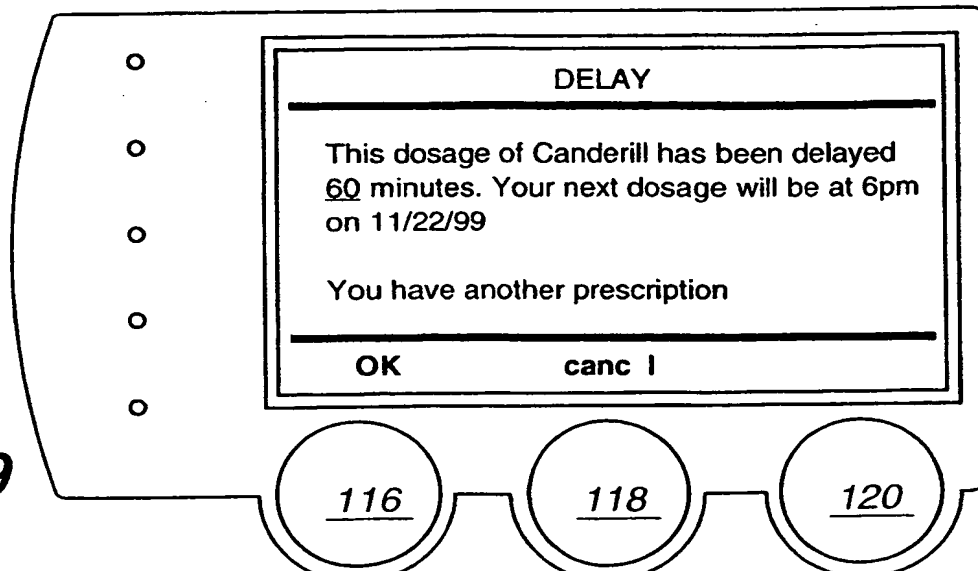 DELAY
This dosage of Canderill has been delayed
60 minutes. Your next dosage will be at 6pm
on 11/22/99
You have another prescription
OK canc l
9
116 118 120